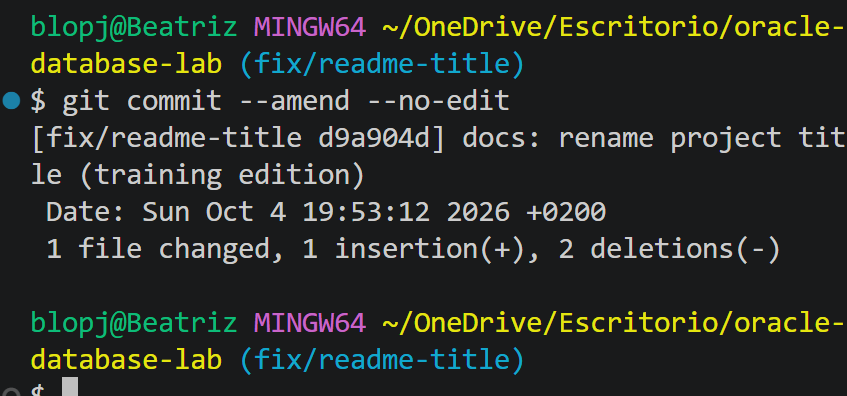 blopj@Beatriz MINGW64 ~/OneDrive/Escritorio/oracle-
database-lab (fix/readme-title)
$ git commit --amend --no-edit
[fix/readme-title d9a904d] docs: rename project tit
le (training edition)
 Date: Sun Oct 4 19:53:12 2026 +0200
 1 file changed, 1 insertion(+), 2 deletions(-)

blopj@Beatriz MINGW64 ~/OneDrive/Escritorio/oracle-
database-lab (fix/readme-title)
$